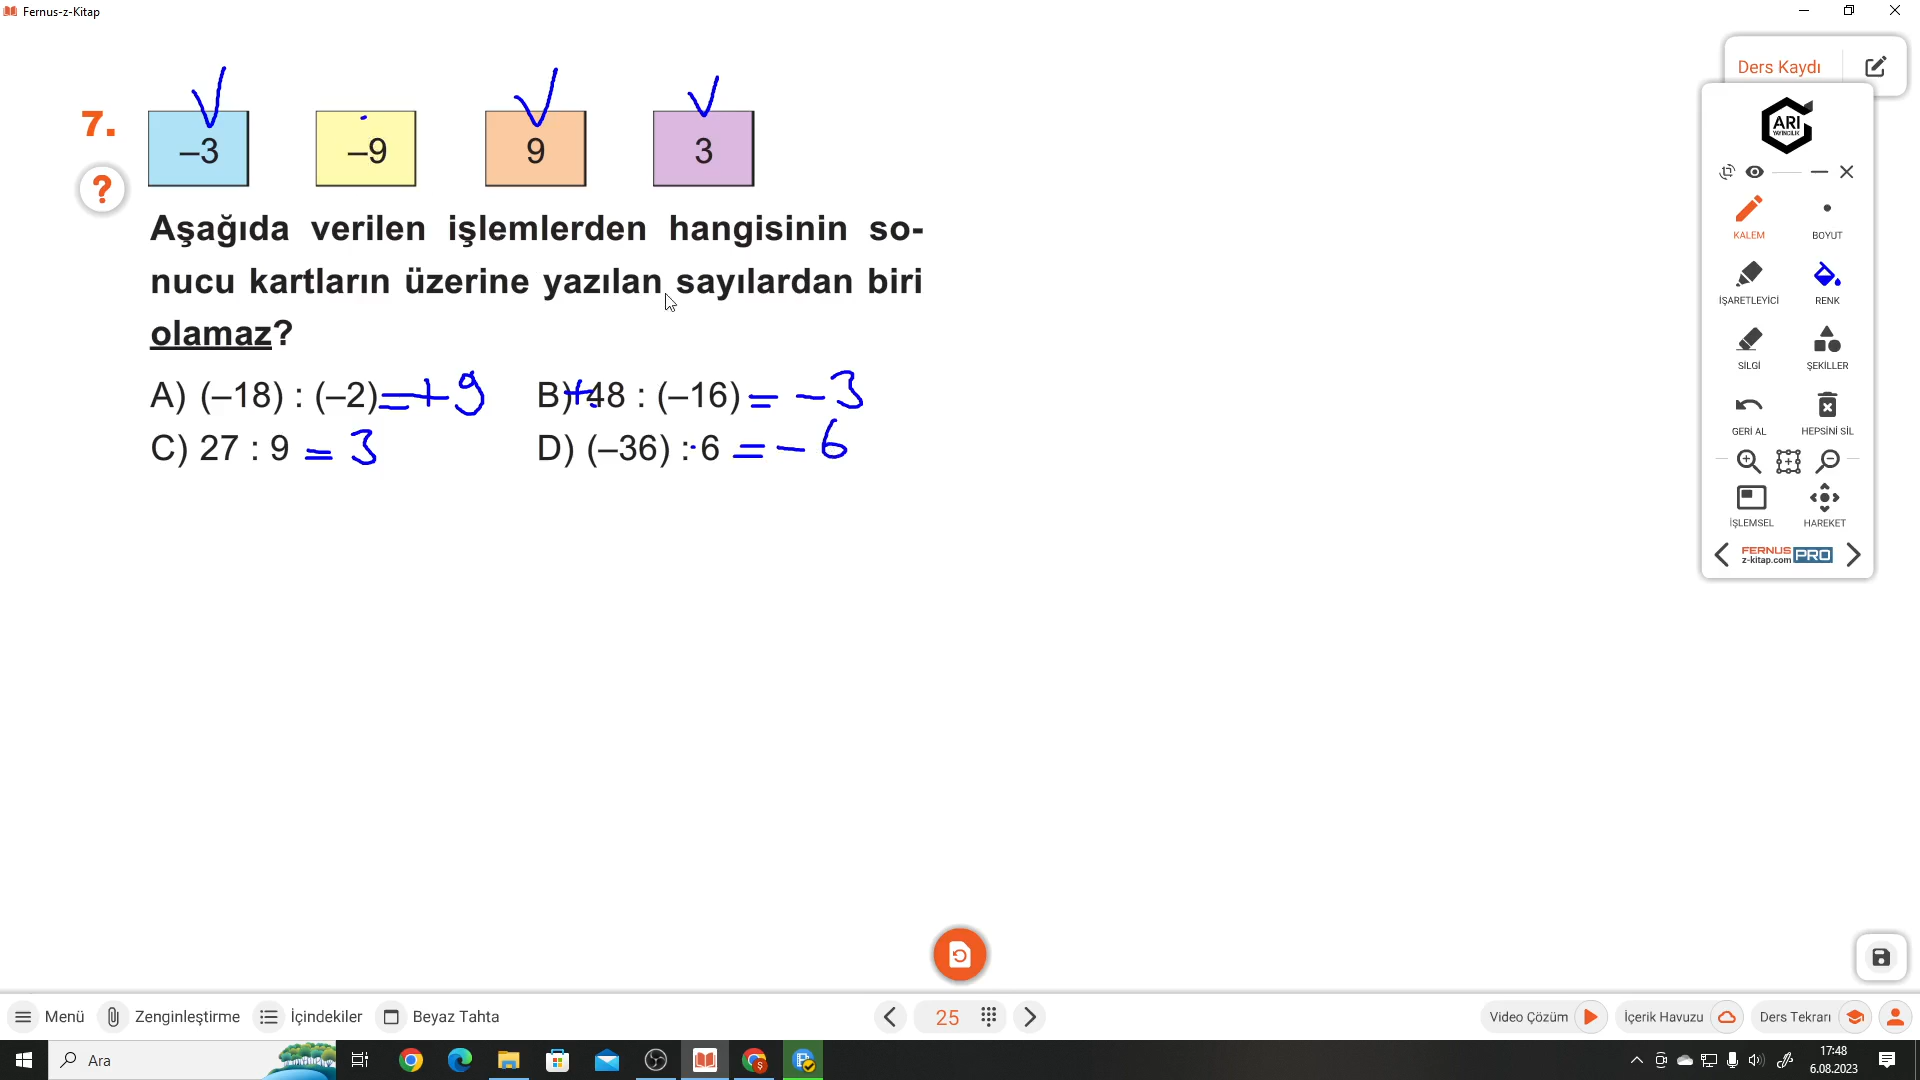 Fernus-z-Kitap
Ders Kaydı
7.
–3
–9
9
3
?
Aşağıda verilen işlemlerden hangisinin so-
nucu kartların üzerine yazılan sayılardan biri
olamaz?
A) (–18) : (–2) = +9
B) +48 : (–16) = –3
C) 27 : 9 = 3
D) (–36) : 6 = –6
ARI
YAYINCILIK
KALEM
BOYUT
İŞARETLEYİCİ
RENK
SİLGİ
ŞEKİLLER
GERİ AL
HEPSİNİ SİL
İŞLEMSEL
HAREKET
FERNUS
z-kitap.com PRO
Menü
Zenginleştirme
İçindekiler
Beyaz Tahta
25
Video Çözüm
İçerik Havuzu
Ders Tekrarı
Ara
17:48
6.08.2023